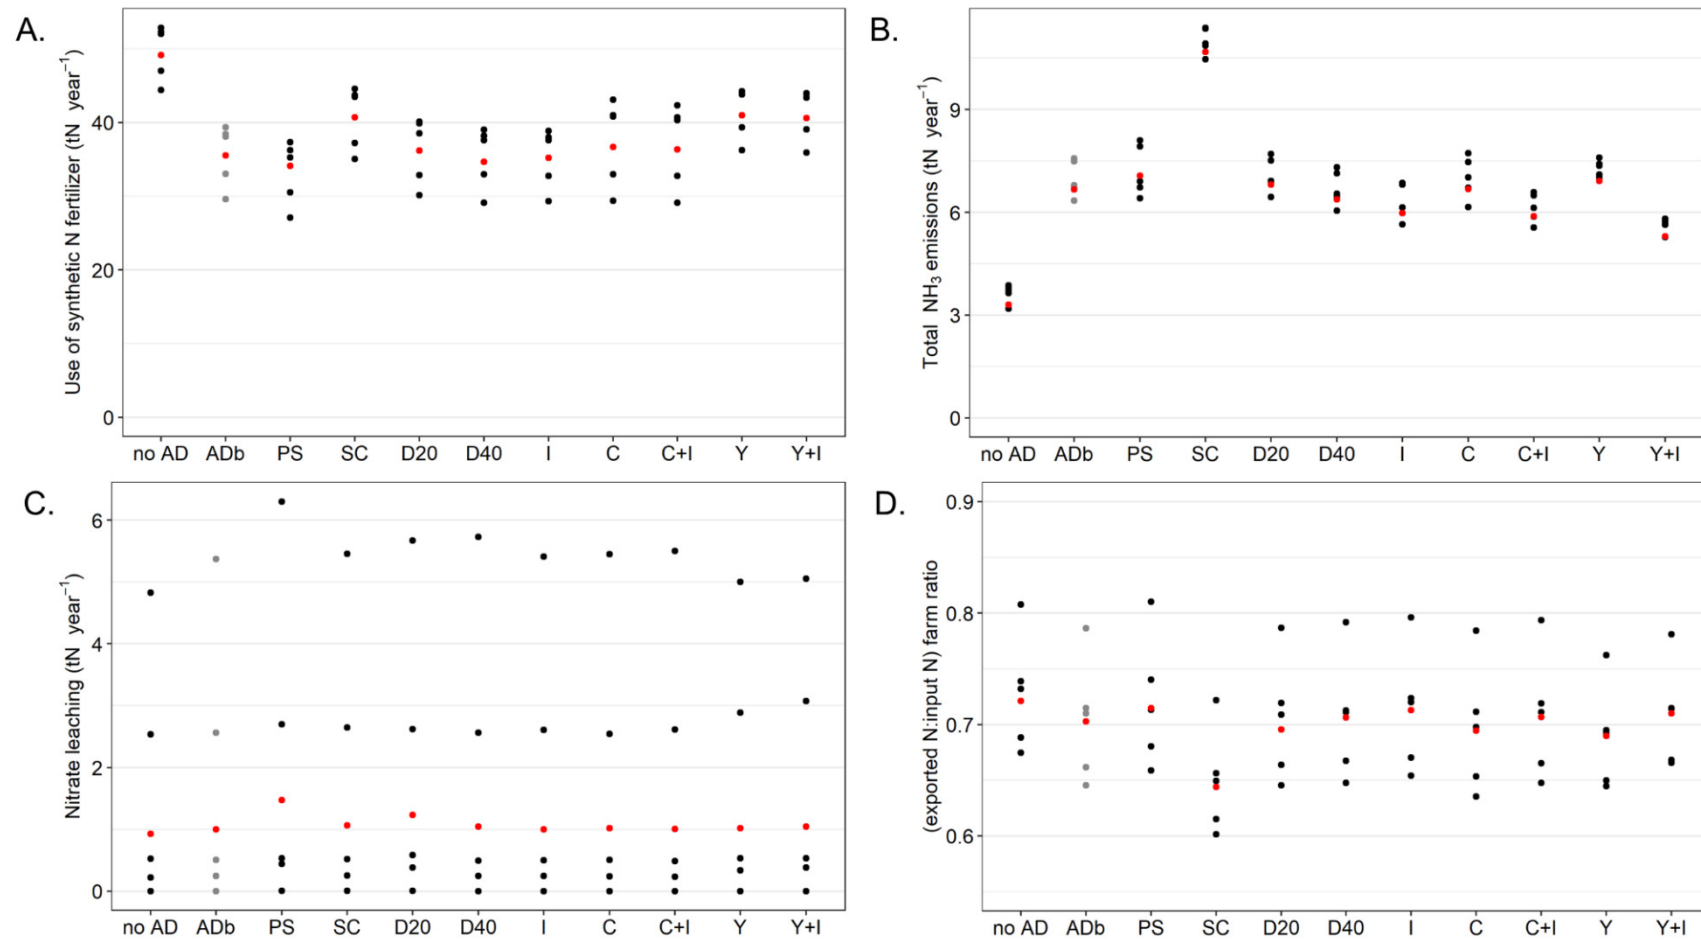 A.
Use of synthetic N fertilizer (tN year⁻¹)
40
20
0
no AD ADb PS SC D20 D40 I C C+I Y Y+I
B.
Total NH₃ emissions (tN year⁻¹)
9
6
3
0
no AD ADb PS SC D20 D40 I C C+I Y Y+I
C.
Nitrate leaching (tN year⁻¹)
6
4
2
0
no AD ADb PS SC D20 D40 I C C+I Y Y+I
D.
(exported N:input N) farm ratio
0.9
0.8
0.7
0.6
no AD ADb PS SC D20 D40 I C C+I Y Y+I